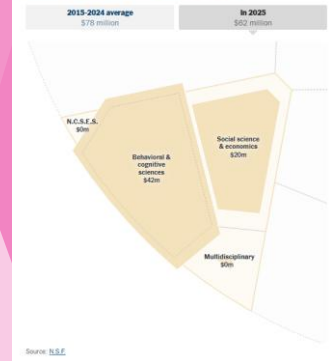 2015-2024 average
$78 million
In 2025
$62 million
N.C.S.E.S.
$0m
Behavioral &
cognitive
sciences
$42m
Social science
& economics
$20m
Multidisciplinary
$0m
Source: N.S.F.